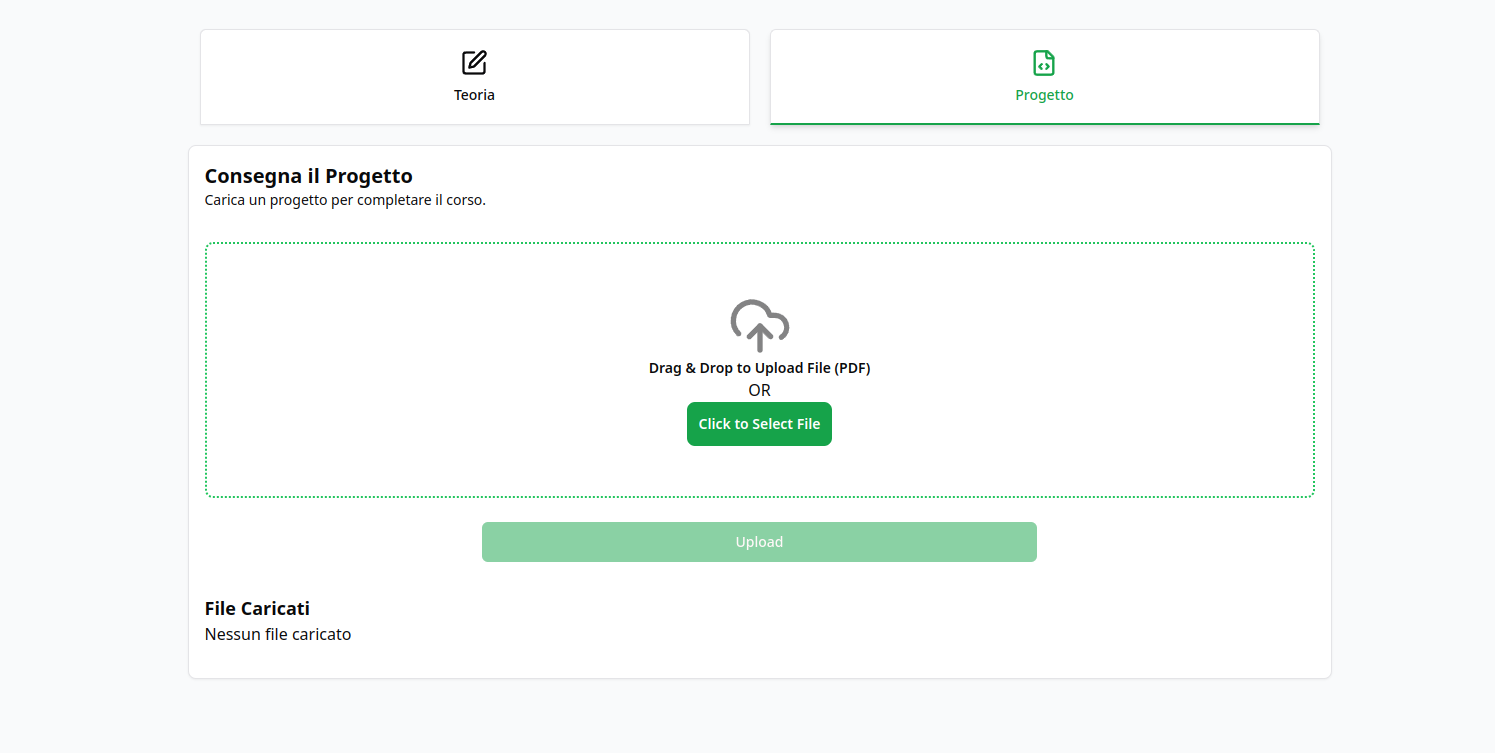 Teoria
Progetto
Consegna il Progetto
Carica un progetto per completare il corso.
Drag & Drop to Upload File (PDF)
OR
Click to Select File
Upload
File Caricati
Nessun file caricato